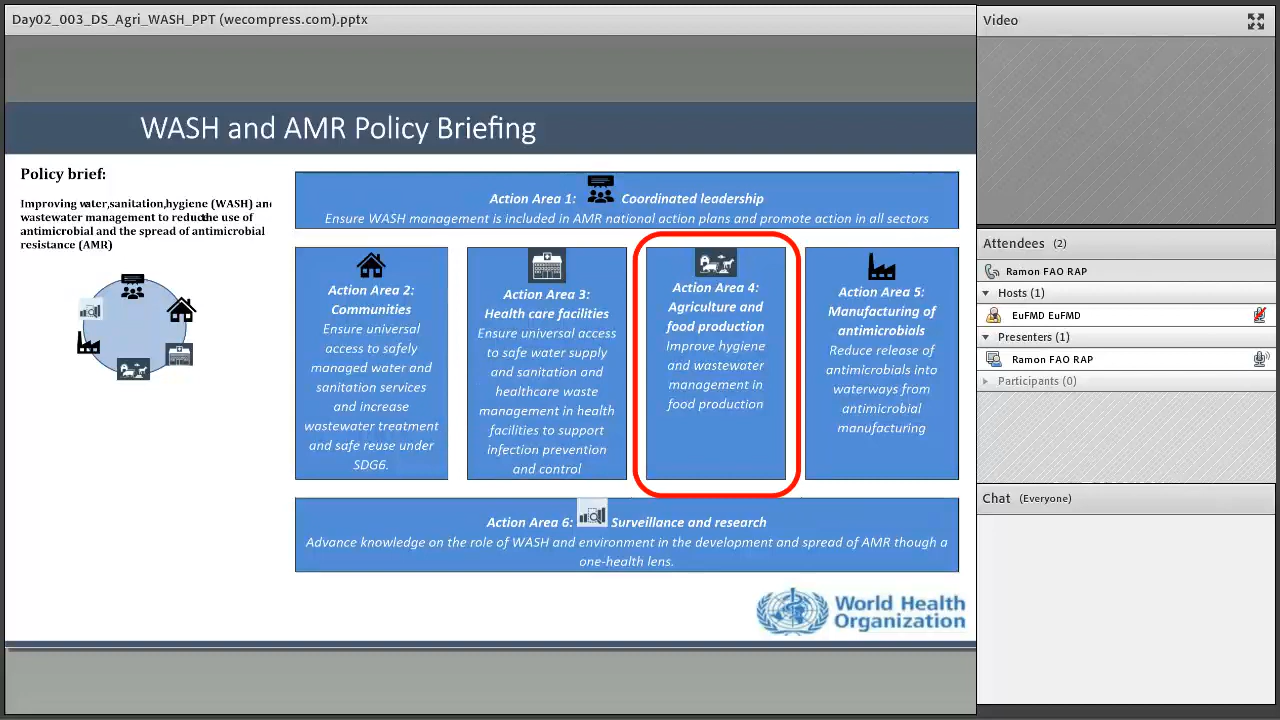 Day02_003_DS_Agri_WASH_PPT (wecompress.com).pptx
WASH and AMR Policy Briefing
Policy brief:
Improving water,sanitation,hygiene (WASH) an
wastewater management to reducthe use of
antimicrobial and the spread of antimicrobial
resistance (AMR)
Action Area 1: Coordinated leadership
Ensure WASH management is included in AMR national action plans and promote action in all sectors
Action Area 2:
Communities
Ensure universal
access to safely
managed water and
sanitation services
and increase
wastewater treatment
and safe reuse under
SDG6.
Action Area 3:
Health care facilities
Ensure universal access
to safe water supply
and sanitation and
healthcare waste
management in health
facilities to support
infection prevention
and control
Action Area 4:
Agriculture and
food production
Improve hygiene
and wastewater
management in
food production
Action Area 5:
Manufacturing of
antimicrobials
Reduce release of
antimicrobials into
waterways from
antimicrobial
manufacturing
Action Area 6: Surveillance and research
Advance knowledge on the role of WASH and environment in the development and spread of AMR though a
one-health lens.
World Health
Organization
Video
Attendees (2)
Ramon FAO RAP
Hosts (1)
EuFMD EuFMD
Presenters (1)
Ramon FAO RAP
Participants (0)
Chat (Everyone)